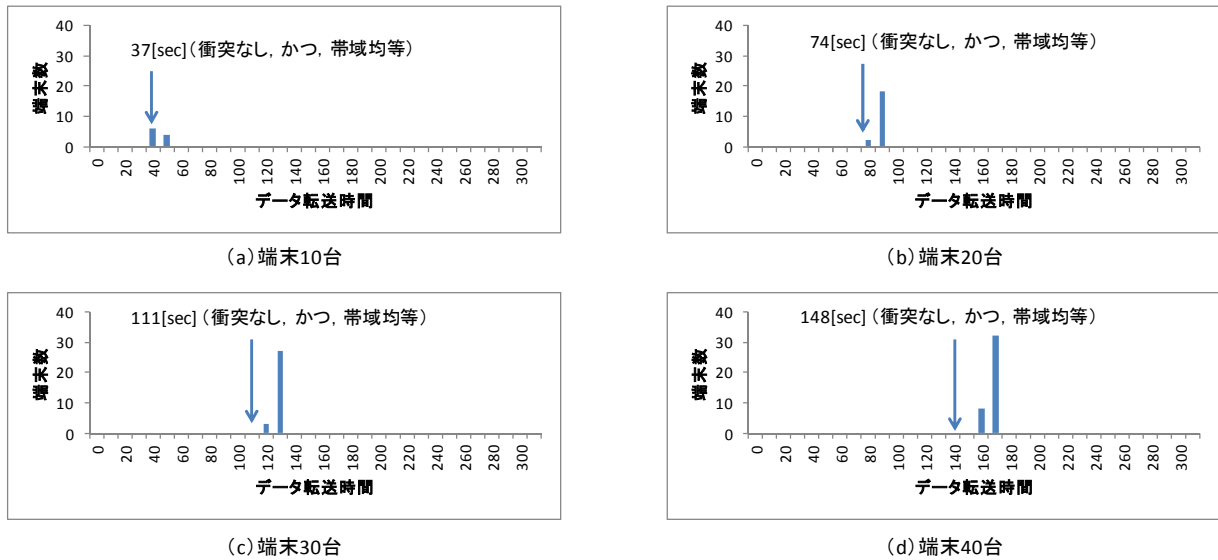 40
30
20
10
0
端末数
37[sec]（衝突なし，かつ，帯域均等）
0 20 40 60 80 100 120 140 160 180 200 220 240 260 280 300
データ転送時間
（a）端末10台
40
30
20
10
0
端末数
74[sec]（衝突なし，かつ，帯域均等）
0 20 40 60 80 100 120 140 160 180 200 220 240 260 280 300
データ転送時間
（b）端末20台
40
30
20
10
0
端末数
111[sec]（衝突なし，かつ，帯域均等）
0 20 40 60 80 100 120 140 160 180 200 220 240 260 280 300
データ転送時間
（c）端末30台
40
30
20
10
0
端末数
148[sec]（衝突なし，かつ，帯域均等）
0 20 40 60 80 100 120 140 160 180 200 220 240 260 280 300
データ転送時間
（d）端末40台